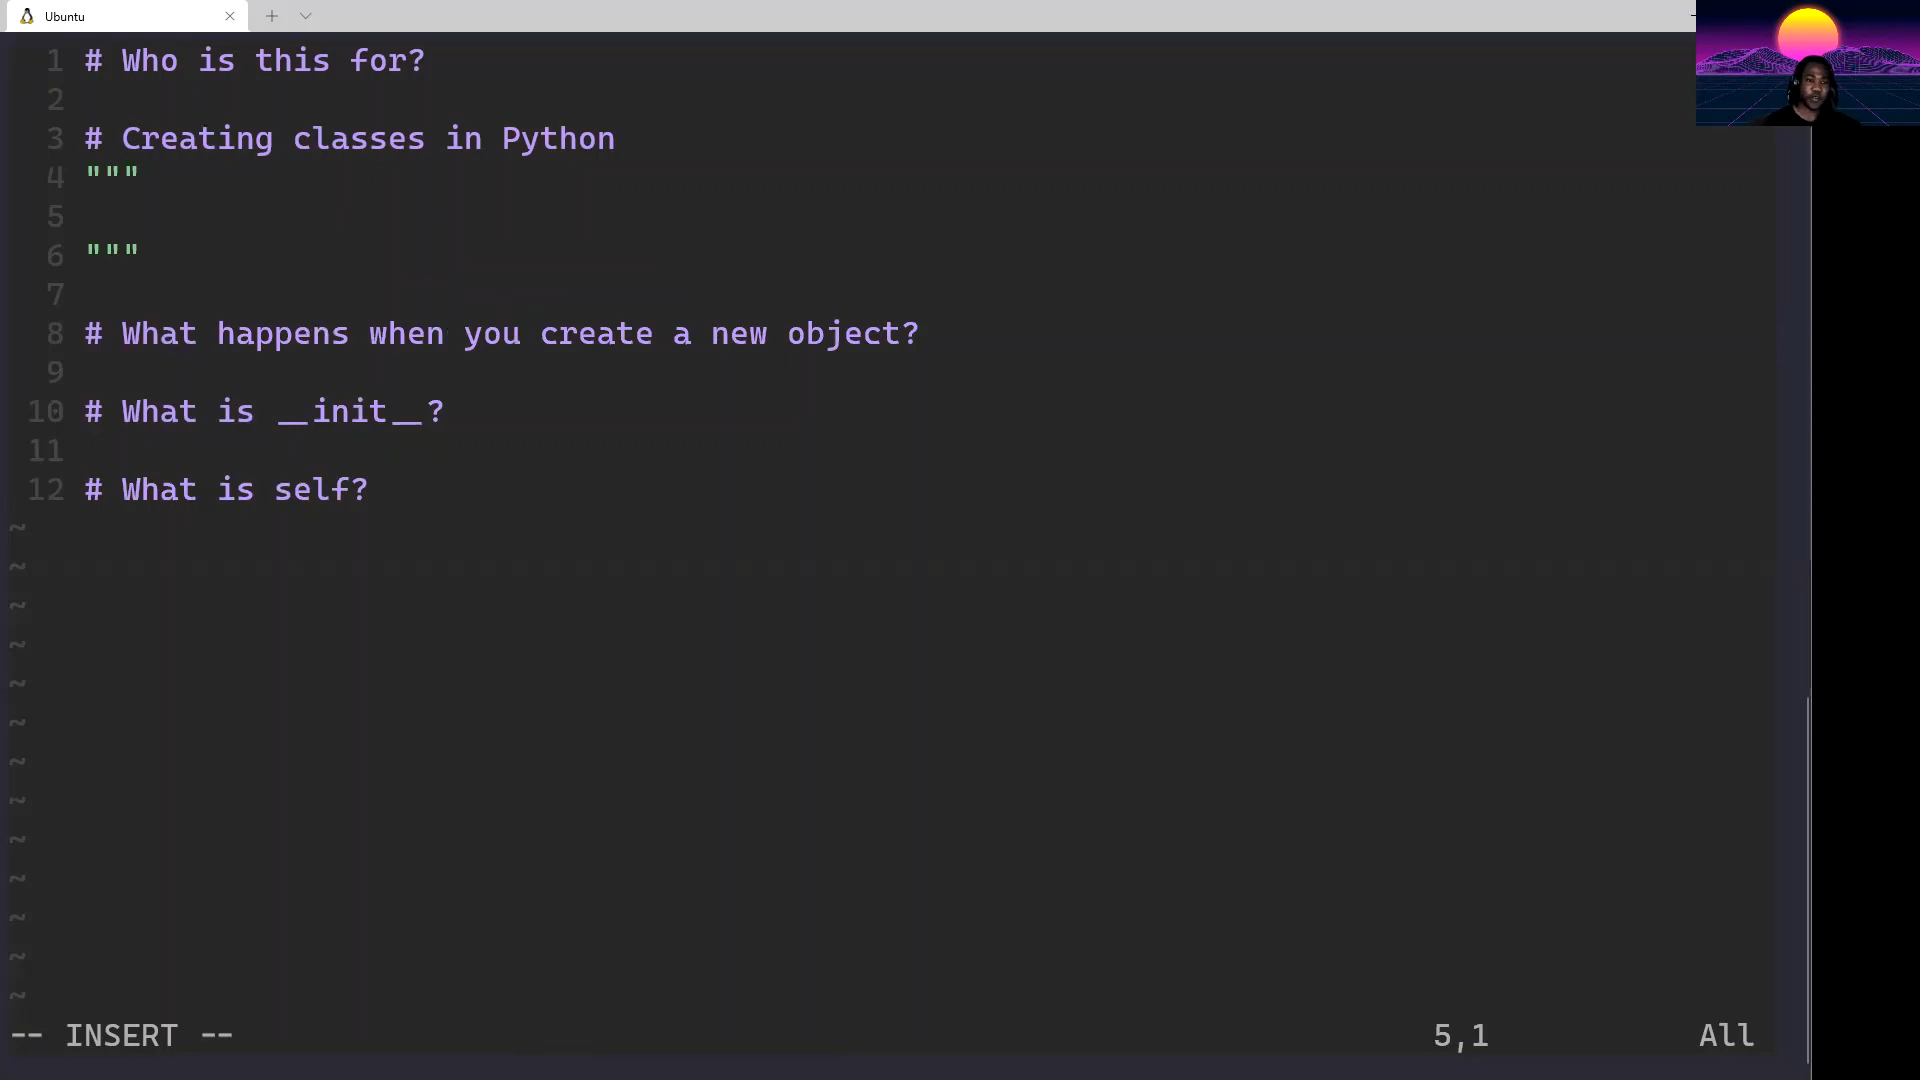 Ubuntu
1 # Who is this for?
2
3 # Creating classes in Python
4 """
5
6 """
7
8 # What happens when you create a new object?
9
10 # What is __init__?
11
12 # What is self?
~
~
~
~
~
~
~
~
~
~
~
~
~
-- INSERT -- 5,1 All